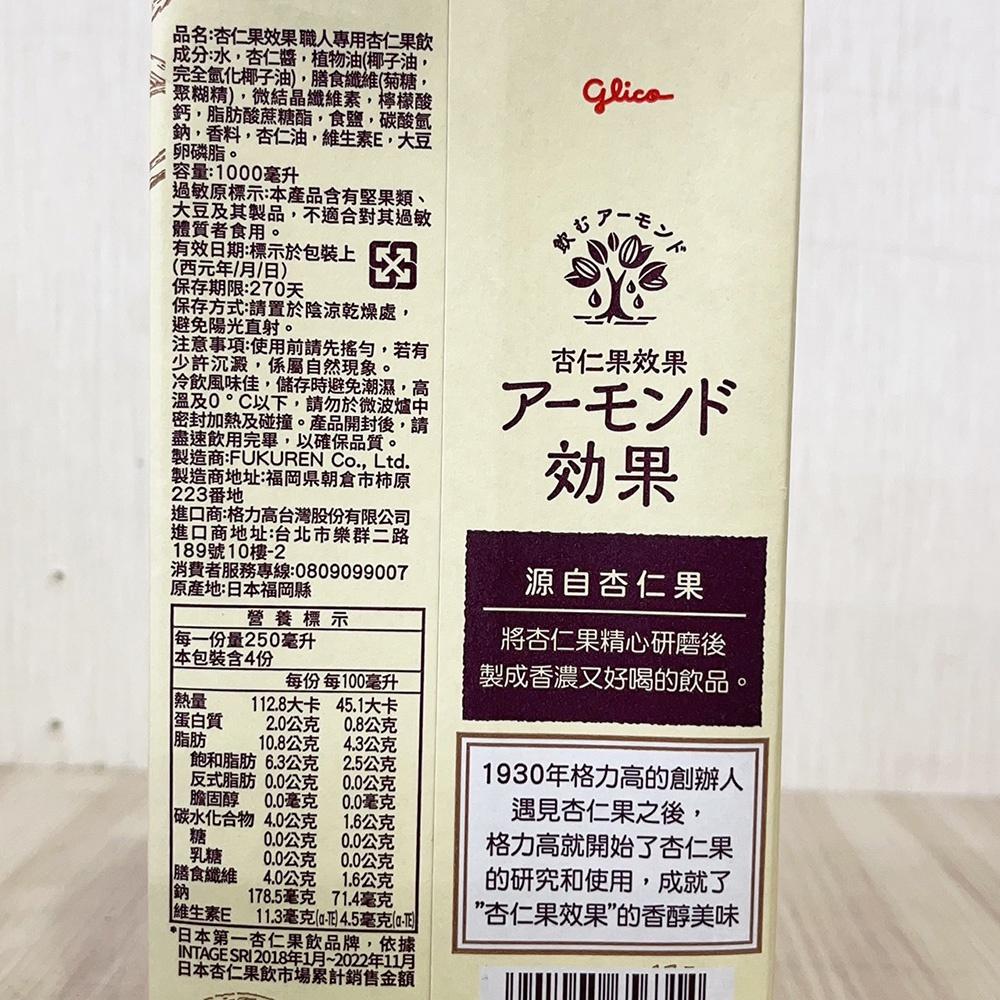 品名:杏仁果效果職人專用杏仁果飲
成分:水,杏仁醬,植物油(椰子油,
完全氫化椰子油),膳食纖維(菊糖,
聚糊精),微結晶纖維素,檸檬酸
鈣,脂肪酸蔗糖酯,食鹽,碳酸氫
鈉,香料,杏仁油,維生素E,大豆
卵磷脂。
容量:1000毫升
過敏原標示:本產品含有堅果類、
大豆及其製品,不適合對其過敏
體質者食用。
有效日期:標示於包裝上
(西元年/月/日)
保存期限:270天
保存方式:請置於陰涼乾燥處,
避免陽光直射。
注意事項:使用前請先搖勻,若有
少許沉澱,係屬自然現象。
冷飲風味佳,儲存時避免潮濕,高
溫及0°C以下,請勿於微波爐中
密封加熱及碰撞。產品開封後,請
盡速飲用完畢,以確保品質。
製造商:FUKUREN Co., Ltd.
製造商地址:福岡県朝倉市柿原
223番地
進口商:格力高台灣股份有限公司
進口商地址:台北市樂群二路
189號10樓-2
消費者服務專線:0809099007
原產地:日本福岡縣
營養標示
每一份量250毫升
本包裝含4份
每份 每100毫升
熱量 112.8大卡 45.1大卡
蛋白質 2.0公克 0.8公克
脂肪 10.8公克 4.3公克
飽和脂肪 6.3公克 2.5公克
反式脂肪 0.0公克 0.0公克
膽固醇 0.0毫克 0.0毫克
碳水化合物 4.0公克 1.6公克
糖 0.0公克 0.0公克
乳糖 0.0公克 0.0公克
膳食纖維 4.0公克 1.6公克
鈉 178.5毫克 71.4毫克
維生素E 11.3毫克(α-TE) 4.5毫克(α-TE)
*日本第一杏仁果飲品牌,依據
INTAGE SRI 2018年1月~2022年11月
日本杏仁果飲市場累計銷售金額
Glico
飲むアーモンド
杏仁果效果
アーモンド
効果
源自杏仁果
將杏仁果精心研磨後
製成香濃又好喝的飲品。
1930年格力高的創辦人
遇見杏仁果之後,
格力高就開始了杏仁果
的研究和使用,成就了
"杏仁果效果"的香醇美味